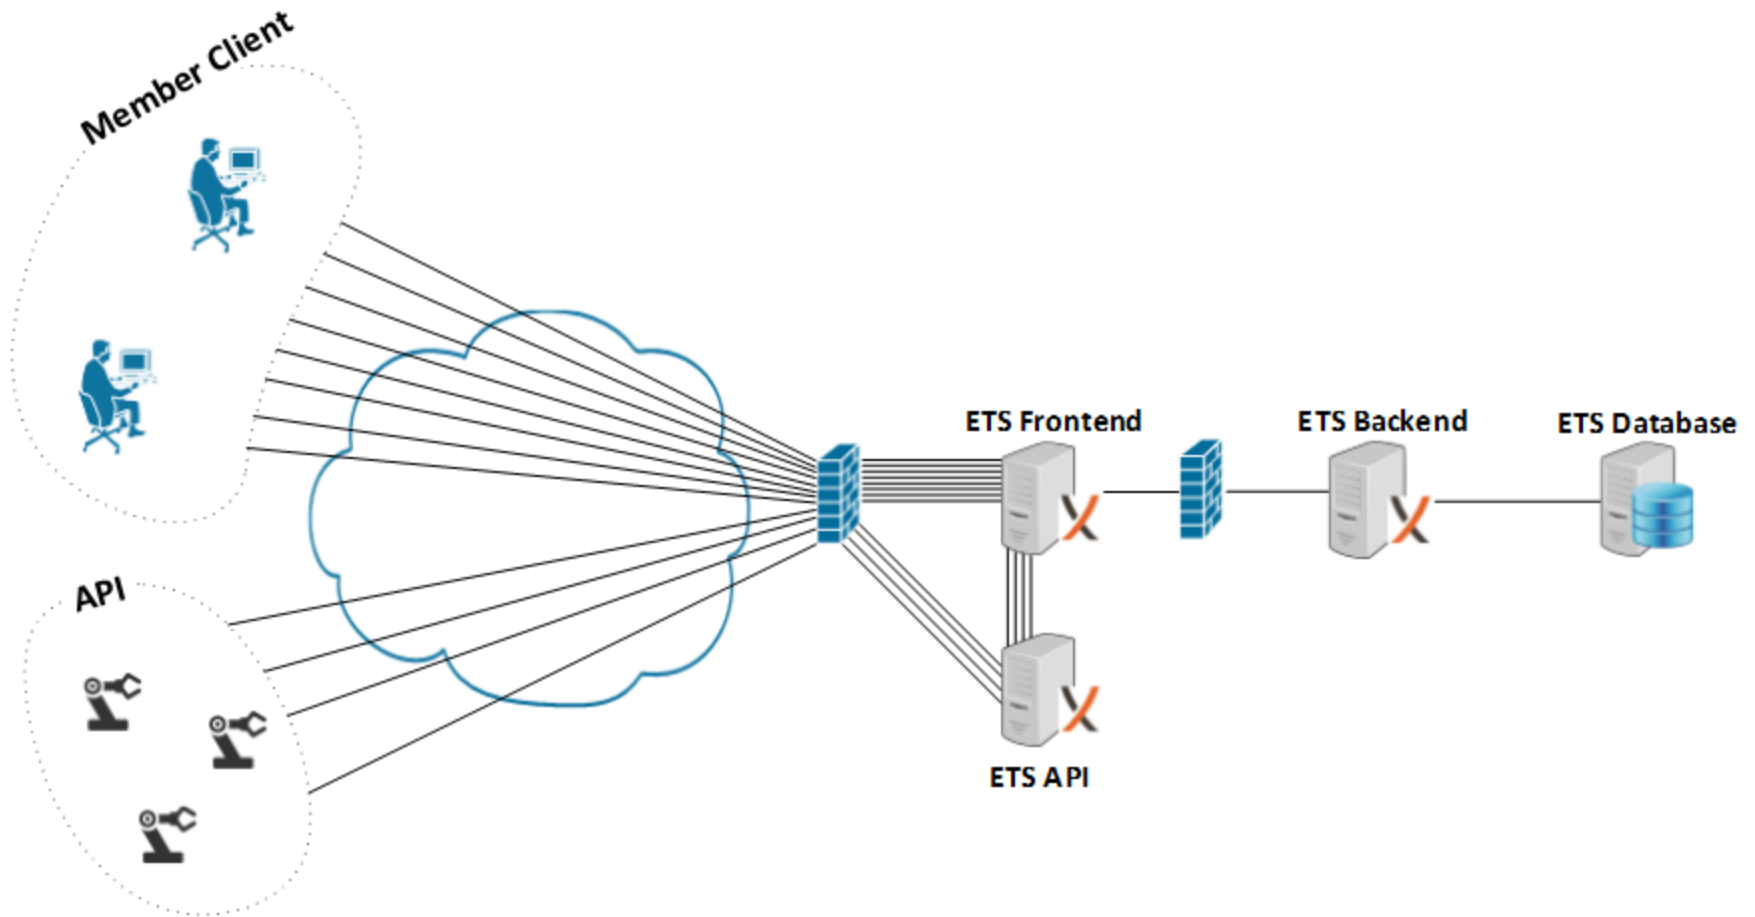 Member Client
ETS Frontend
ETS Backend
ETS Database
API
ETS API